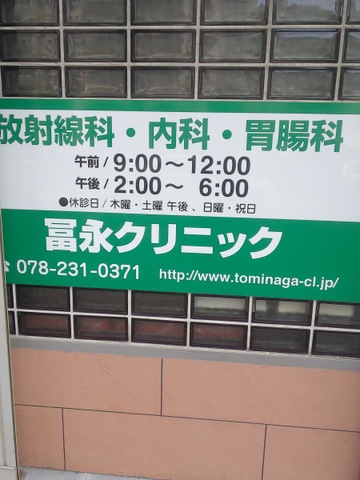 放射線科・内科・胃腸科
午前/9:00〜12:00
午後/2:00〜 6:00
●休診日/木曜・土曜 午後、日曜・祝日
冨永クリニック
☎ 078-231-0371 http://www.tominaga-cl.jp/